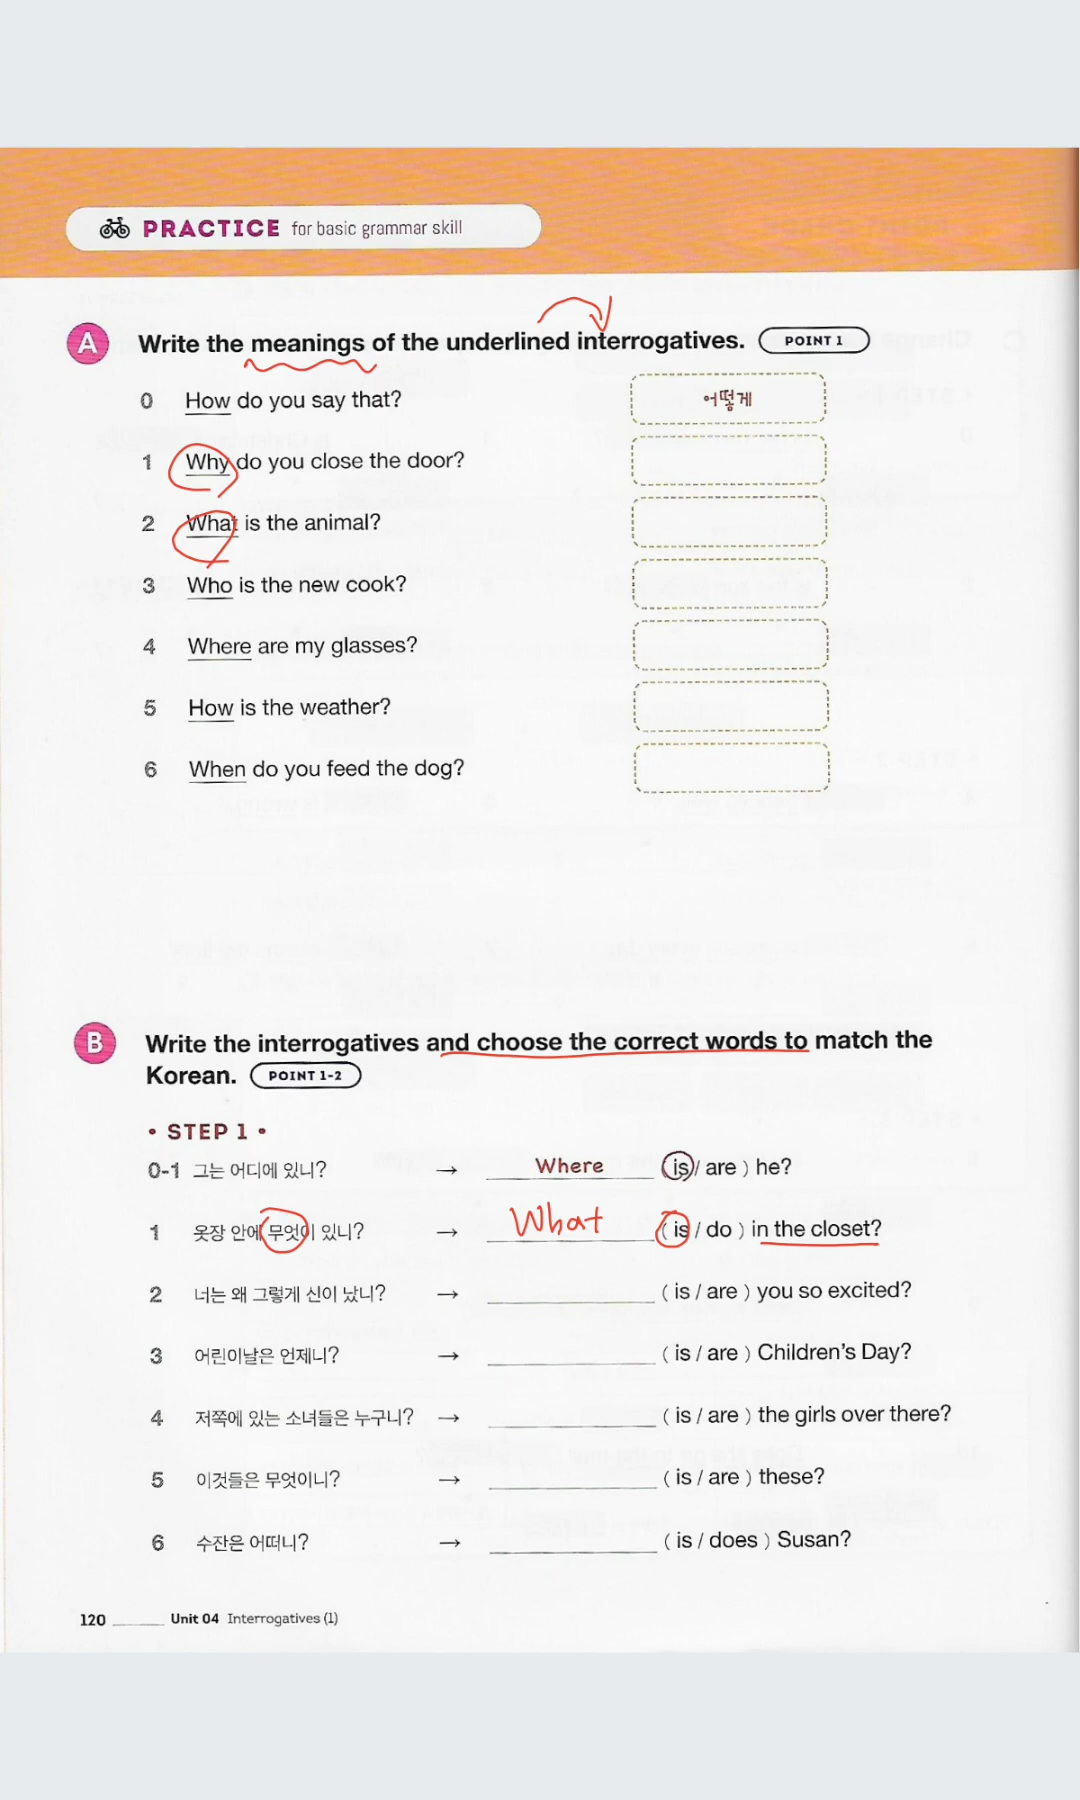 PRACTICE for basic grammar skill
A Write the meanings of the underlined interrogatives. POINT 1
0 How do you say that? 어떻게
1 Why do you close the door?
2 What is the animal?
3 Who is the new cook?
4 Where are my glasses?
5 How is the weather?
6 When do you feed the dog?
B Write the interrogatives and choose the correct words to match the
Korean. POINT 1-2
• STEP 1 •
0-1 그는 어디에 있니? → Where ( is / are ) he?
1 옷장 안에 무엇이 있니? → What ( is / do ) in the closet?
2 너는 왜 그렇게 신이 났니? → ( is / are ) you so excited?
3 어린이날은 언제니? → ( is / are ) Children's Day?
4 저쪽에 있는 소녀들은 누구니? → ( is / are ) the girls over there?
5 이것들은 무엇이니? → ( is / are ) these?
6 수잔은 어떠니? → ( is / does ) Susan?
120 Unit 04 Interrogatives (1)